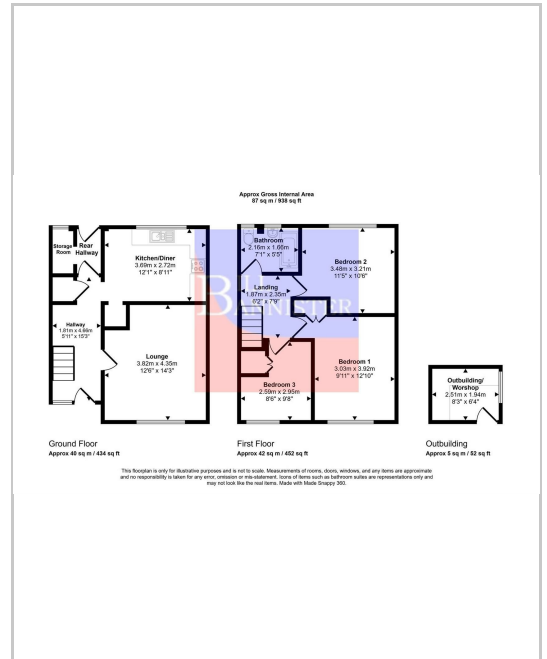 Approx Gross Internal Area
87 sq m / 938 sq ft
Storage
Room
Rear
Hallway
Kitchen/Diner
3.69m x 2.72m
12'1" x 8'11"
Hallway
1.81m x 4.66m
5'11" x 15'3"
Lounge
3.82m x 4.35m
12'6" x 14'3"
Bathroom
2.16m x 1.66m
7'1" x 5'5"
Bedroom 2
3.48m x 3.21m
11'5" x 10'6"
Landing
1.87m x 2.35m
6'2" x 7'9"
BANNISTER
Bedroom 1
3.03m x 3.92m
9'11" x 12'10"
Bedroom 3
2.59m x 2.95m
8'6" x 9'8"
Outbuilding/
Worshop
2.51m x 1.94m
8'3" x 6'4"
Ground Floor
Approx 40 sq m / 434 sq ft
First Floor
Approx 42 sq m / 452 sq ft
Outbuilding
Approx 5 sq m / 52 sq ft
This floorplan is only for illustrative purposes and is not to scale. Measurements of rooms, doors, windows, and any items are approximate
and no responsibility is taken for any error, omission or mis-statement. Icons of items such as bathroom suites are representations only and
may not look like the real items. Made with Made Snappy 360.